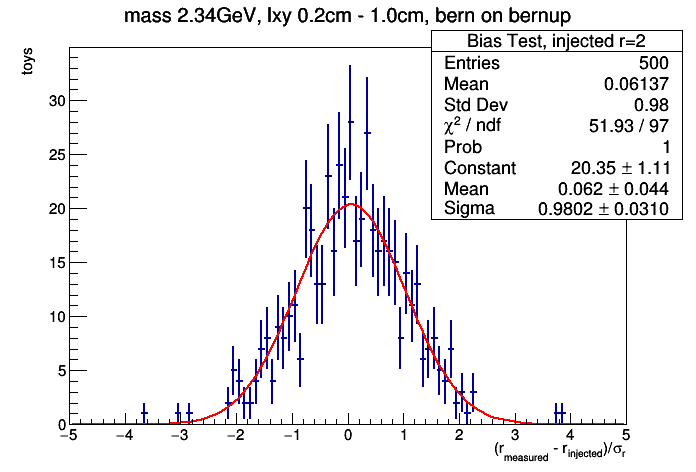 mass 2.34GeV, lxy 0.2cm - 1.0cm, bern on bernup
toys
Bias Test, injected r=2
Entries 500
Mean 0.06137
Std Dev 0.98
χ² / ndf 51.93 / 97
Prob 1
Constant 20.35 ± 1.11
Mean 0.062 ± 0.044
Sigma 0.9802 ± 0.0310
30
25
20
15
10
5
0
−5 −4 −3 −2 −1 0 1 2 3 4 5
(r_measured - r_injected)/σ_r